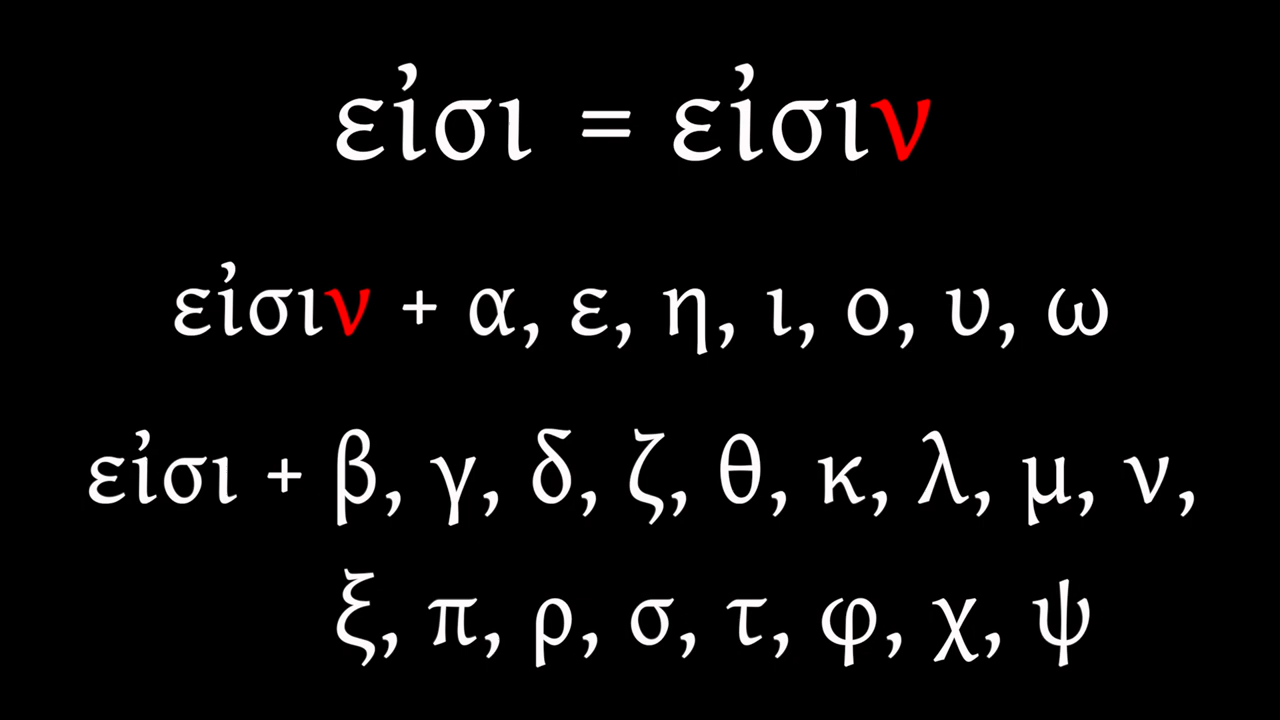 εἰσι = εἰσιν
εἰσιν + α, ε, η, ι, ο, υ, ω
εἰσι + β, γ, δ, ζ, θ, κ, λ, μ, ν,
ξ, π, ρ, σ, τ, φ, χ, ψ